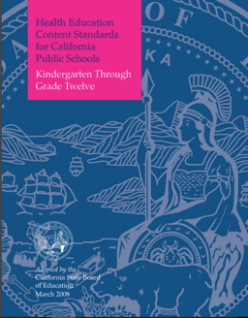 Health Education
Content Standards
for California
Public Schools
Kindergarten Through
Grade Twelve
Adopted by the
California State Board
of Education
March 2008